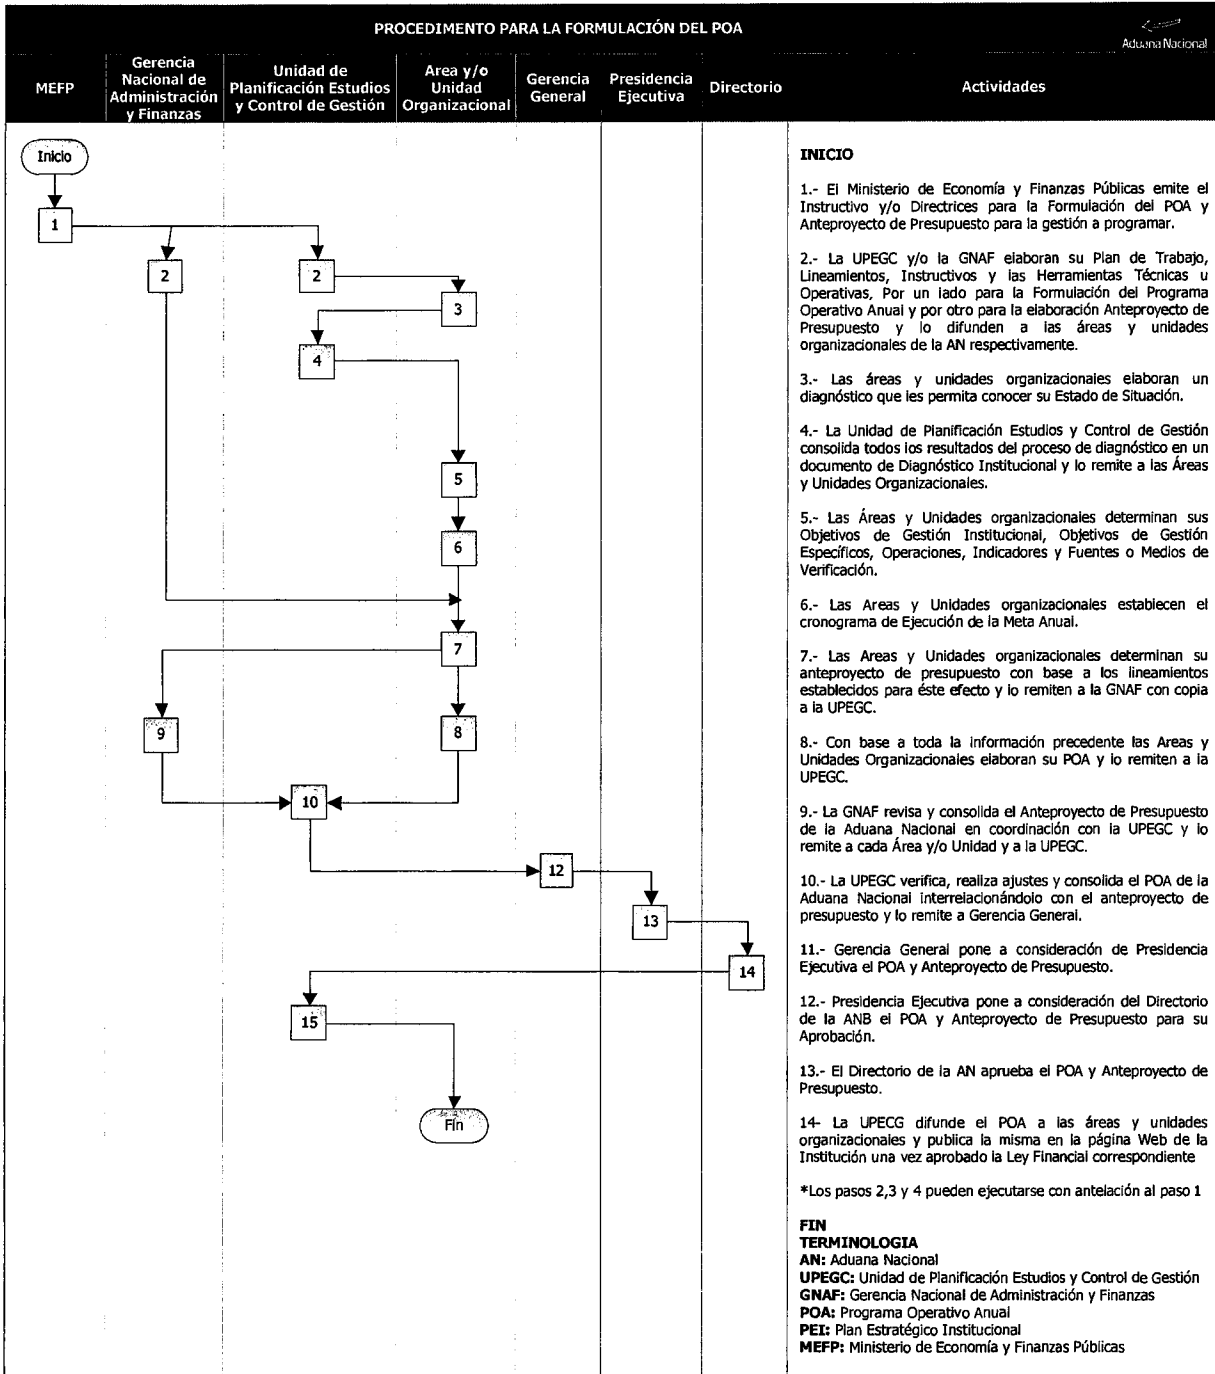 PROCEDIMENTO PARA LA FORMULACIÓN DEL POA
Aduana Nacional
MEFP
Gerencia
Nacional de
Administración
y Finanzas
Unidad de
Planificación Estudios
y Control de Gestión
Area y/o
Unidad
Organizacional
Gerencia
General
Presidencia
Ejecutiva
Directorio
Actividades
Inicio
1
2
2
3
4
5
6
7
9
8
10
12
13
14
15
Fin
INICIO
1.- El Ministerio de Economía y Finanzas Públicas emite el
Instructivo y/o Directrices para la Formulación del POA y
Anteproyecto de Presupuesto para la gestión a programar.
2.- La UPEGC y/o la GNAF elaboran su Plan de Trabajo,
Lineamientos, Instructivos y las Herramientas Técnicas u
Operativas, Por un lado para la Formulación del Programa
Operativo Anual y por otro para la elaboración Anteproyecto de
Presupuesto y lo difunden a las áreas y unidades
organizacionales de la AN respectivamente.
3.- Las áreas y unidades organizacionales elaboran un
diagnóstico que les permita conocer su Estado de Situación.
4.- La Unidad de Planificación Estudios y Control de Gestión
consolida todos los resultados del proceso de diagnóstico en un
documento de Diagnóstico Institucional y lo remite a las Áreas
y Unidades Organizacionales.
5.- Las Áreas y Unidades organizacionales determinan sus
Objetivos de Gestión Institucional, Objetivos de Gestión
Específicos, Operaciones, Indicadores y Fuentes o Medios de
Verificación.
6.- Las Areas y Unidades organizacionales establecen el
cronograma de Ejecución de la Meta Anual.
7.- Las Areas y Unidades organizacionales determinan su
anteproyecto de presupuesto con base a los lineamientos
establecidos para éste efecto y lo remiten a la GNAF con copia
a la UPEGC.
8.- Con base a toda la información precedente las Areas y
Unidades Organizacionales elaboran su POA y lo remiten a la
UPEGC.
9.- La GNAF revisa y consolida el Anteproyecto de Presupuesto
de la Aduana Nacional en coordinación con la UPEGC y lo
remite a cada Área y/o Unidad y a la UPEGC.
10.- La UPEGC verifica, realiza ajustes y consolida el POA de la
Aduana Nacional interrelacionándolo con el anteproyecto de
presupuesto y lo remite a Gerencia General.
11.- Gerencia General pone a consideración de Presidencia
Ejecutiva el POA y Anteproyecto de Presupuesto.
12.- Presidencia Ejecutiva pone a consideración del Directorio
de la ANB el POA y Anteproyecto de Presupuesto para su
Aprobación.
13.- El Directorio de la AN aprueba el POA y Anteproyecto de
Presupuesto.
14- La UPECG difunde el POA a las áreas y unidades
organizacionales y publica la misma en la página Web de la
Institución una vez aprobado la Ley Financial correspondiente
*Los pasos 2,3 y 4 pueden ejecutarse con antelación al paso 1
FIN
TERMINOLOGIA
AN: Aduana Nacional
UPEGC: Unidad de Planificación Estudios y Control de Gestión
GNAF: Gerencia Nacional de Administración y Finanzas
POA: Programa Operativo Anual
PEI: Plan Estratégico Institucional
MEFP: Ministerio de Economía y Finanzas Públicas